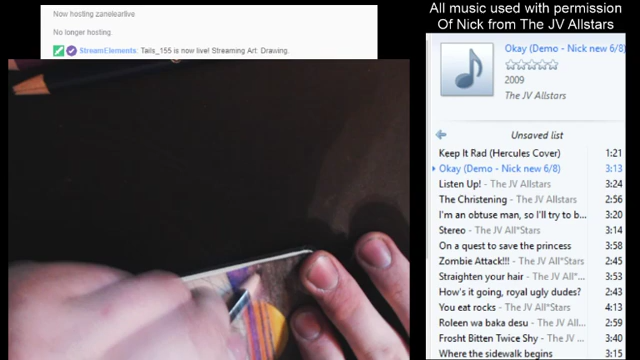 All music used with permission
Of Nick from The JV Allstars
Now hosting zanelearlive
No longer hosting.
StreamElements: Tails_155 is now live! Streaming Art: Drawing.
Okay (Demo - Nick new 6/8)
2009
The JV Allstars
Unsaved list
Keep It Rad (Hercules Cover) 1:21
Okay (Demo - Nick new 6/8) 3:13
Listen Up! - The JV Allstars 3:24
The Christening - The JV Allstars 2:56
I'm an obtuse man, so I'll try to b... 3:20
Stereo - The JV All*Stars 3:14
On a quest to save the princess 3:58
Zombie Attack!!! - The JV All*Stars 2:45
Straighten your hair - The JV All*... 3:53
How's it going, royal ugly dudes? 2:43
You eat rocks - The JV All*Stars 4:13
Roleen wa baka desu - The JV All... 2:59
Frosht Bitten Twice Shy - The JV All... 3:40
Where the sidewalk begins 3:15